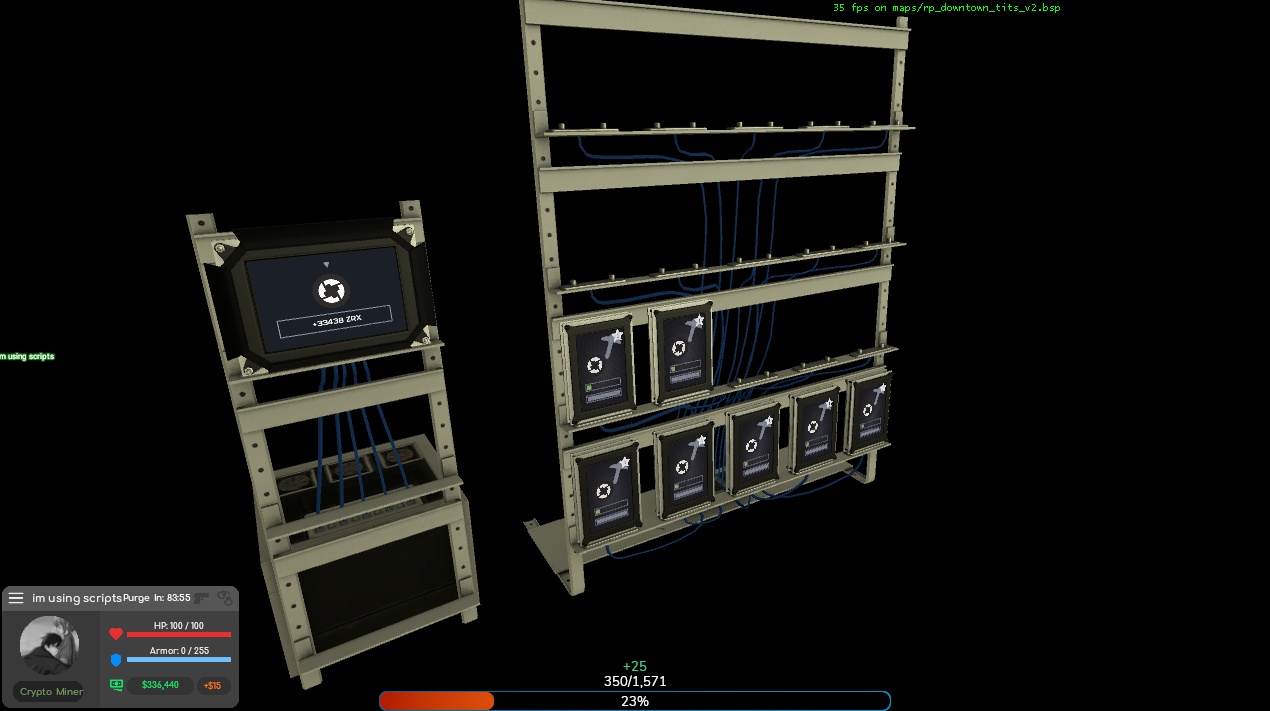 35 fps on maps/rp_downtown_tits_v2.bsp
+33438 ZRX
m using scripts
im using scripts Purge In: 83:55
HP: 100 / 100
Armor: 0 / 255
$336,440 +$15
Crypto Miner
+25
350/1,571
23%